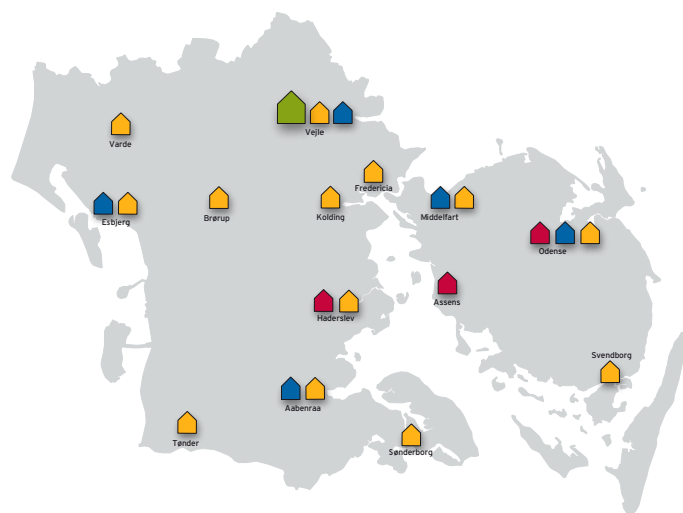 Vejle
Varde
Fredericia
Esbjerg
Brørup
Kolding
Middelfart
Odense
Assens
Haderslev
Svendborg
Aabenraa
Tønder
Sønderborg